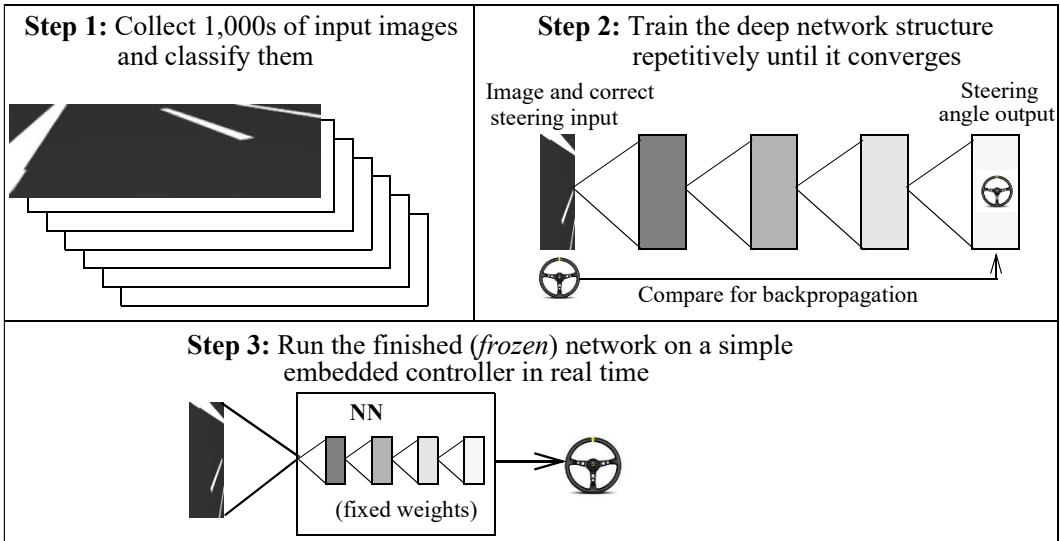 Step 1: Collect 1,000s of input images
and classify them
Step 2: Train the deep network structure
repetitively until it converges
Image and correct
steering input
Steering
angle output
Compare for backpropagation
Step 3: Run the finished (frozen) network on a simple
embedded controller in real time
NN
(fixed weights)